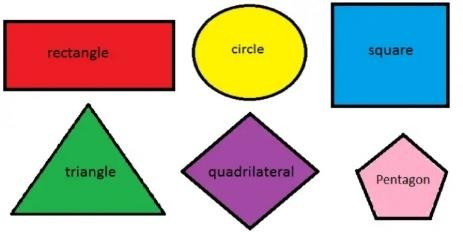 rectangle
circle
square
triangle
quadrilateral
Pentagon